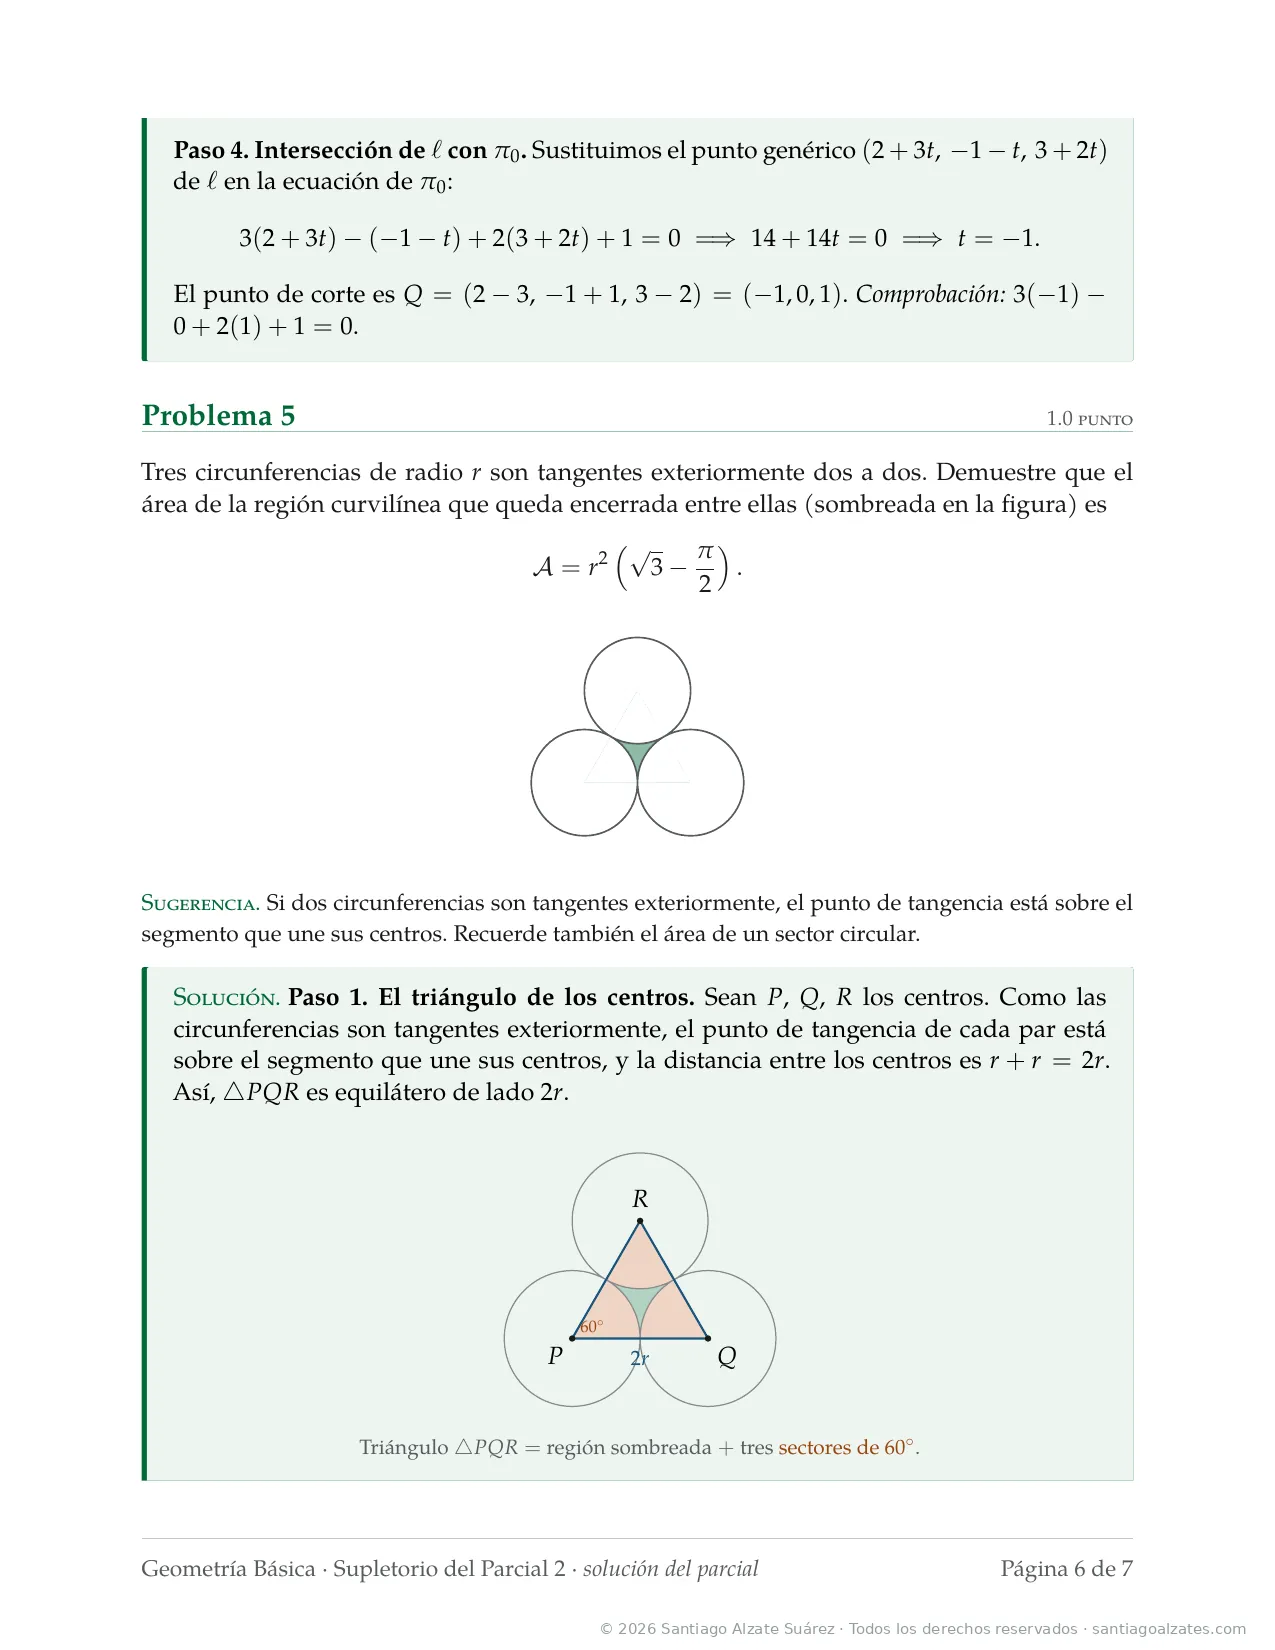 Paso 4. Intersección de ℓ con π₀. Sustituimos el punto genérico (2 + 3t, −1 − t, 3 + 2t)
de ℓ en la ecuación de π₀:
3(2 + 3t) − (−1 − t) + 2(3 + 2t) + 1 = 0 ⟹ 14 + 14t = 0 ⟹ t = −1.
El punto de corte es Q = (2 − 3, −1 + 1, 3 − 2) = (−1, 0, 1). Comprobación: 3(−1) −
0 + 2(1) + 1 = 0.
Problema 5 1.0 PUNTO
Tres circunferencias de radio r son tangentes exteriormente dos a dos. Demuestre que el
área de la región curvilínea que queda encerrada entre ellas (sombreada en la figura) es
𝒜 = r² (√3 − π/2).
SUGERENCIA. Si dos circunferencias son tangentes exteriormente, el punto de tangencia está sobre el
segmento que une sus centros. Recuerde también el área de un sector circular.
SOLUCIÓN. Paso 1. El triángulo de los centros. Sean P, Q, R los centros. Como las
circunferencias son tangentes exteriormente, el punto de tangencia de cada par está
sobre el segmento que une sus centros, y la distancia entre los centros es r + r = 2r.
Así, △PQR es equilátero de lado 2r.
R
60°
P
2r
Q
Triángulo △PQR = región sombreada + tres sectores de 60°.
Geometría Básica · Supletorio del Parcial 2 · solución del parcial Página 6 de 7
© 2026 Santiago Alzate Suárez · Todos los derechos reservados · santiagoalzates.com